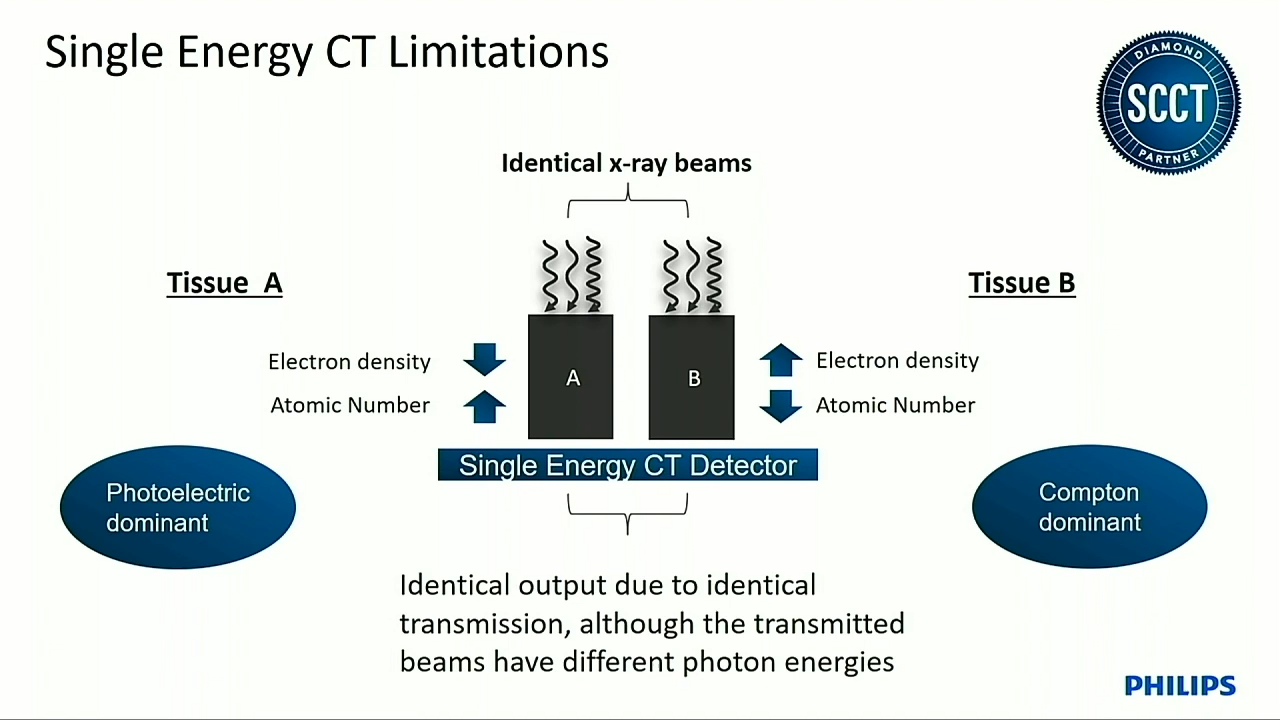 Single Energy CT Limitations
DIAMOND
SCCT
PARTNER
Identical x-ray beams
Tissue A
Tissue B
Electron density
Electron density
A
B
Atomic Number
Atomic Number
Single Energy CT Detector
Photoelectric
dominant
Compton
dominant
Identical output due to identical
transmission, although the transmitted
beams have different photon energies
PHILIPS